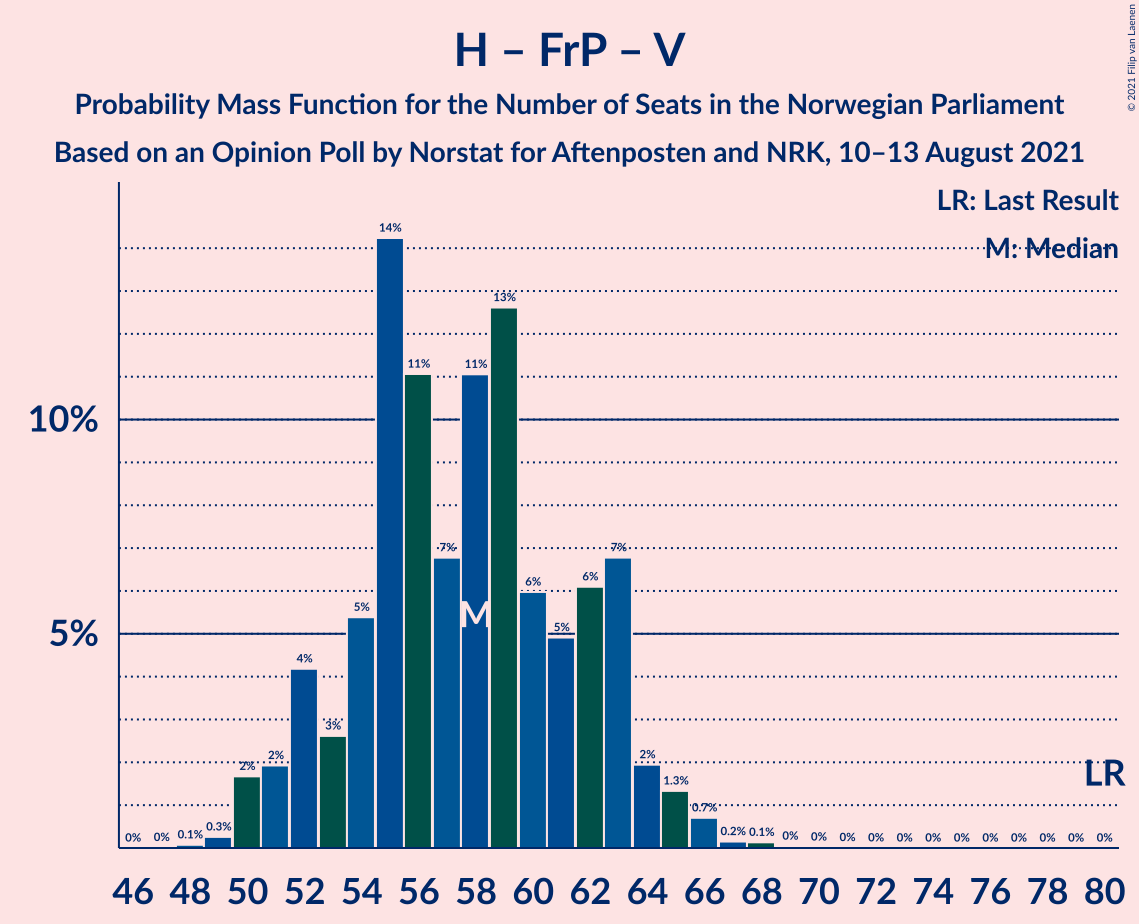 H – FrP – V
Probability Mass Function for the Number of Seats in the Norwegian Parliament
Based on an Opinion Poll by Norstat for Aftenposten and NRK, 10–13 August 2021
© 2021 Filip van Laenen
LR: Last Result
M: Median
10%
5%
0% 0% 0.1% 0.3% 2% 2% 4% 3% 5% 14% 11% 7% 11% 13% 6% 5% 6% 7% 2% 1.3% 0.7% 0.2% 0.1% 0% 0% 0% 0% 0% 0% 0% 0% 0% 0% 0% 0%
M
LR
46 48 50 52 54 56 58 60 62 64 66 68 70 72 74 76 78 80